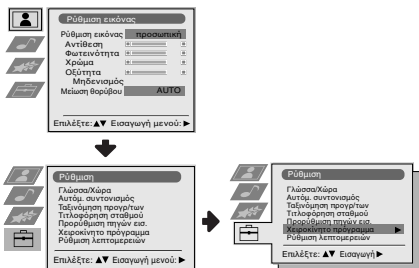 Ρύθμιση εικόνας
Ρύθμιση εικόνας προσωπική
Αντίθεση
Φωτεινότητα
Χρώμα
Οξύτητα
Μηδενισμός
Μείωση θορύβου AUTO
Επιλέξτε:▲▼ Εισαγωγή μενού:▶
Ρύθμιση
Γλώσσα/Χώρα
Αυτόμ. συντονισμός
Ταξινόμηση προγρ/των
Τιτλοφόρηση σταθμού
Προρύθμιση πηγών εισ.
Χειροκίνητο πρόγραμμα
Ρύθμιση λεπτομερειών
Επιλέξτε: ▲▼ Εισαγωγή μενού: ▶
Ρύθμιση
Γλώσσα/Χώρα
Αυτόμ. συντονισμός
Ταξινόμηση προγρ/των
Τιτλοφόρηση σταθμού
Προρύθμιση πηγών εισ.
Χειροκίνητο πρόγραμμα ▶
Ρύθμιση λεπτομερειών
Επιλέξτε: ▲▼ Εισαγωγή ▶